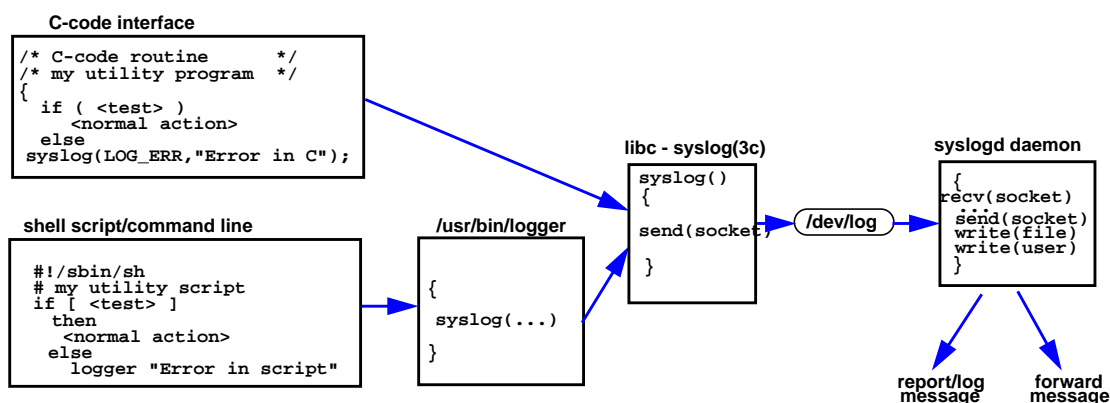 C-code interface
/* C-code routine       */
/* my utility program  */
{
if ( <test> )
<normal action>
else
syslog(LOG_ERR,"Error in C");
shell script/command line
#!/sbin/sh
# my utility script
if [ <test> ]
then
<normal action>
else
logger "Error in script"
/usr/bin/logger
{
syslog(...)
}
libc - syslog(3c)
syslog()
{
send(socket)
}
/dev/log
syslogd daemon
{
recv(socket)
...
send(socket)
write(file)
write(user)
}
report/log
message
forward
message